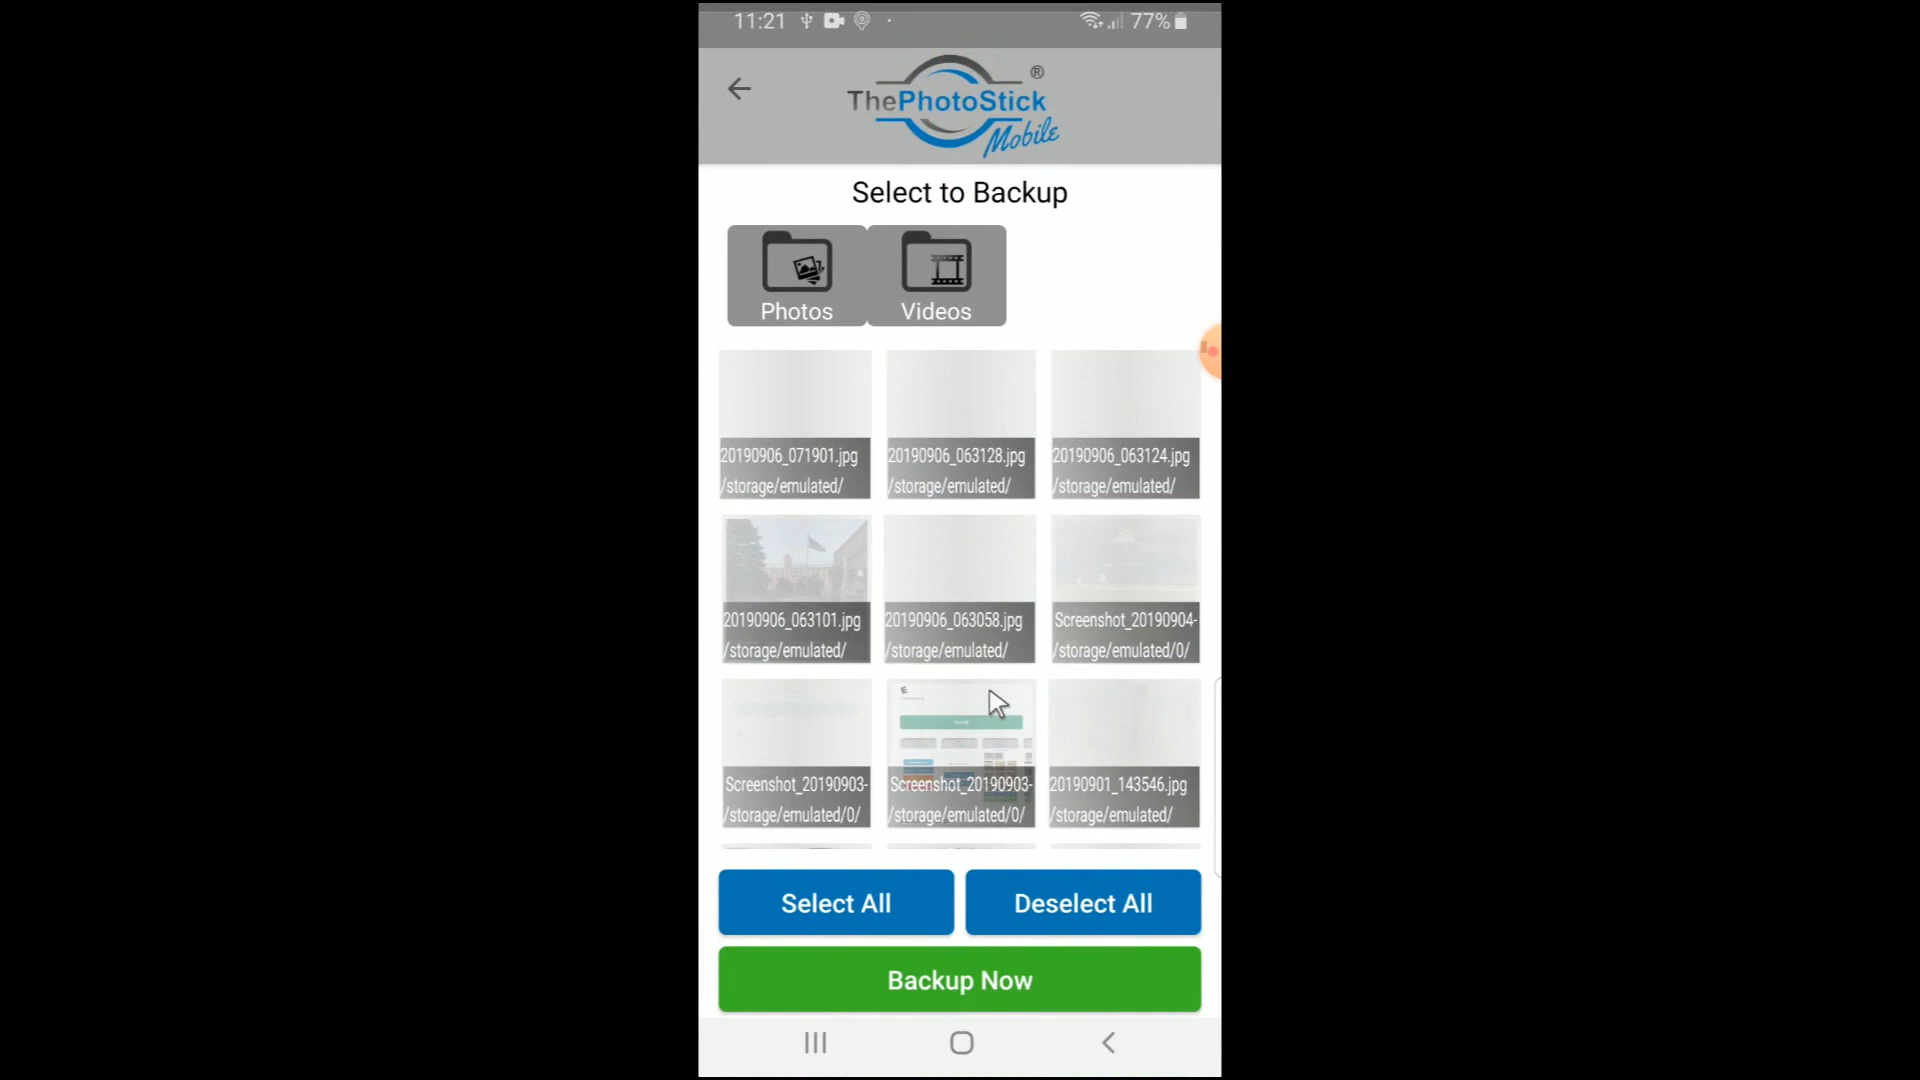 11:21
77%
ThePhotoStick®
Mobile
Select to Backup
Photos Videos
20190906_071901.jpg
/storage/emulated/
20190906_063128.jpg
/storage/emulated/
20190906_063124.jpg
/storage/emulated/
20190906_063101.jpg
/storage/emulated/
20190906_063058.jpg
/storage/emulated/
Screenshot_20190904-
/storage/emulated/0/
Screenshot_20190903-
/storage/emulated/0/
E
Screenshot_20190903-
/storage/emulated/0/
20190901_143546.jpg
/storage/emulated/
Select All
Deselect All
Backup Now